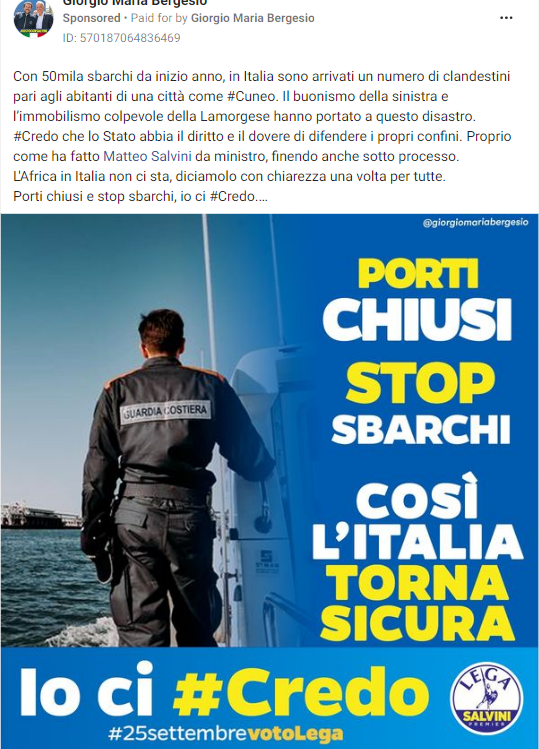 Giorgio Maria Bergesio
Sponsored • Paid for by Giorgio Maria Bergesio
ID: 570187064836469
Con 50mila sbarchi da inizio anno, in Italia sono arrivati un numero di clandestini
pari agli abitanti di una città come #Cuneo. Il buonismo della sinistra e
l'immobilismo colpevole della Lamorgese hanno portato a questo disastro.
#Credo che lo Stato abbia il diritto e il dovere di difendere i propri confini. Proprio
come ha fatto Matteo Salvini da ministro, finendo anche sotto processo.
L'Africa in Italia non ci sta, diciamolo con chiarezza una volta per tutte.
Porti chiusi e stop sbarchi, io ci #Credo....
@giorgiomariabergesio
PORTI
CHIUSI
STOP
SBARCHI
GUARDIA COSTIERA
COSÌ
L'ITALIA
TORNA
SICURA
Io ci #Credo
#25settembrevotoLega
LEGA
SALVINI
PREMIER